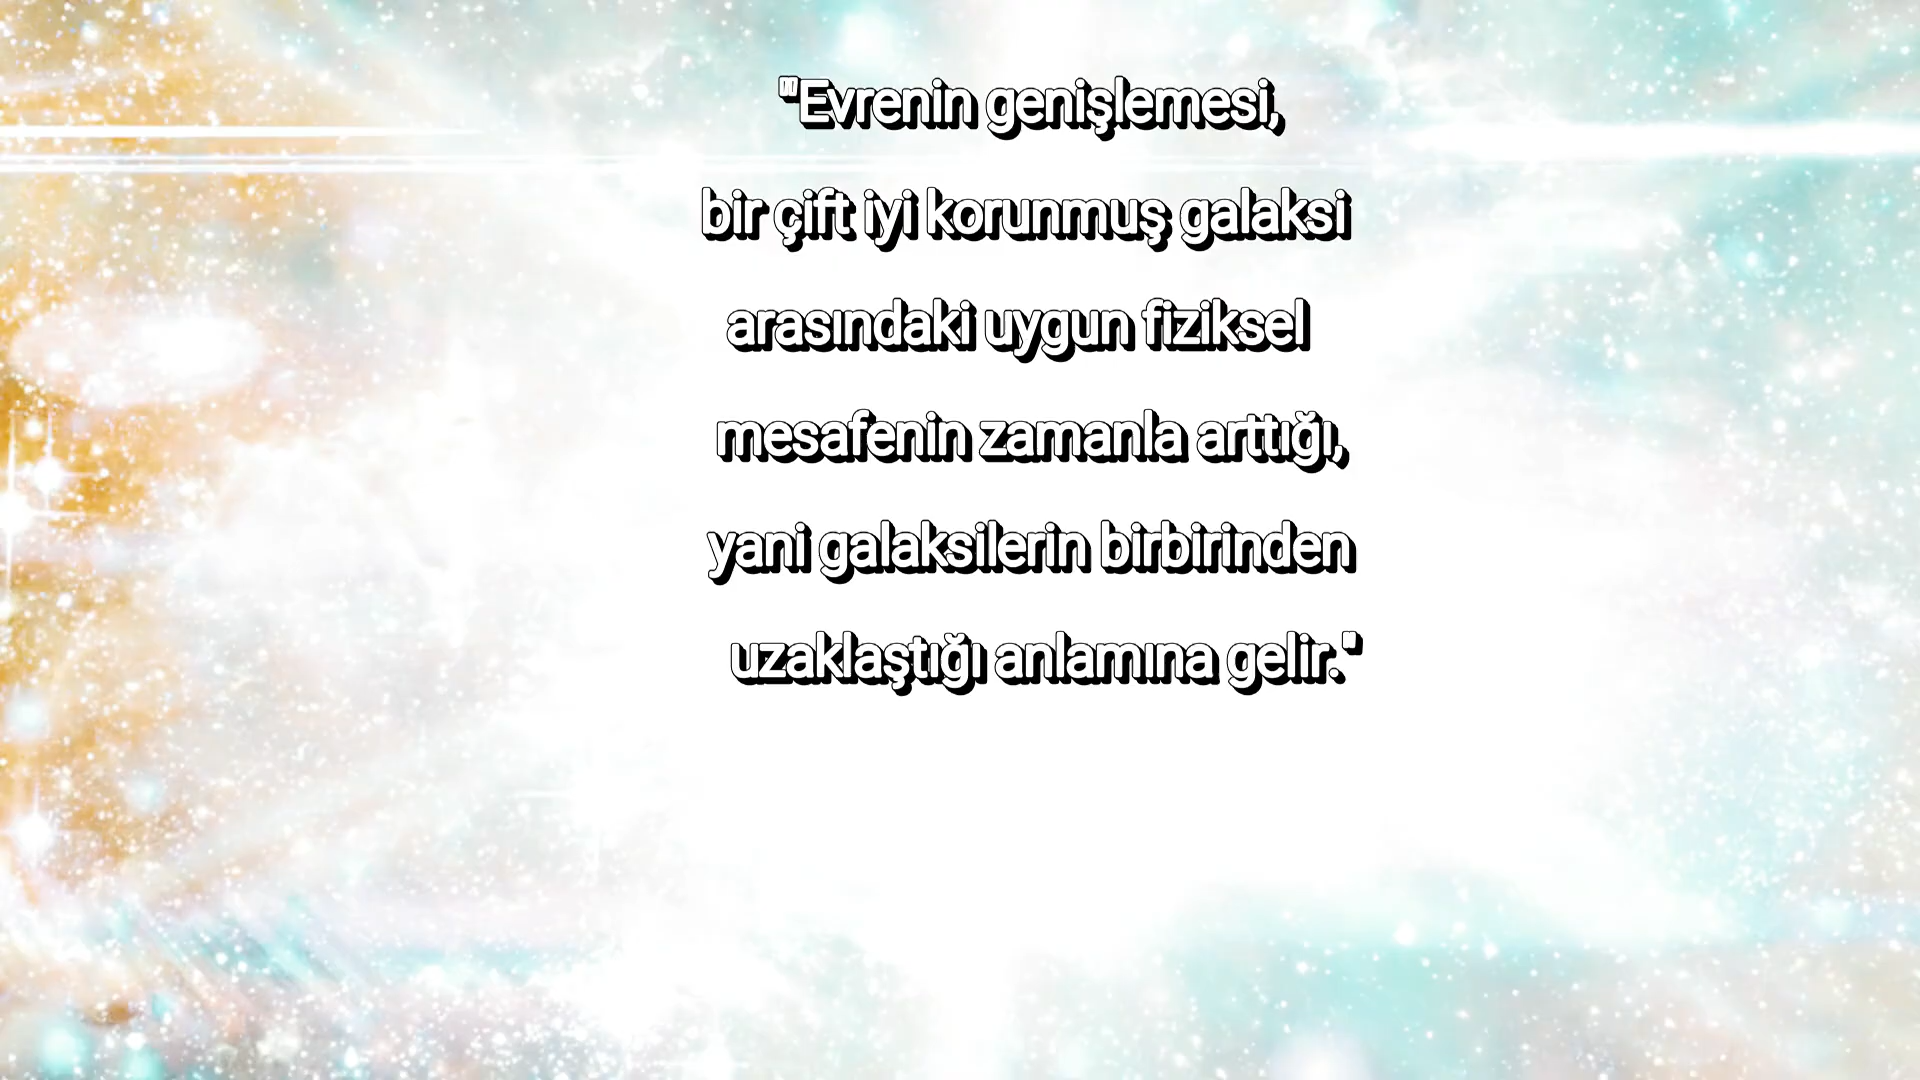 "Evrenin genişlemesi,
bir çift iyi korunmuş galaksi
arasındaki uygun fiziksel
mesafenin zamanla arttığı,
yani galaksilerin birbirinden
uzaklaştığı anlamına gelir."